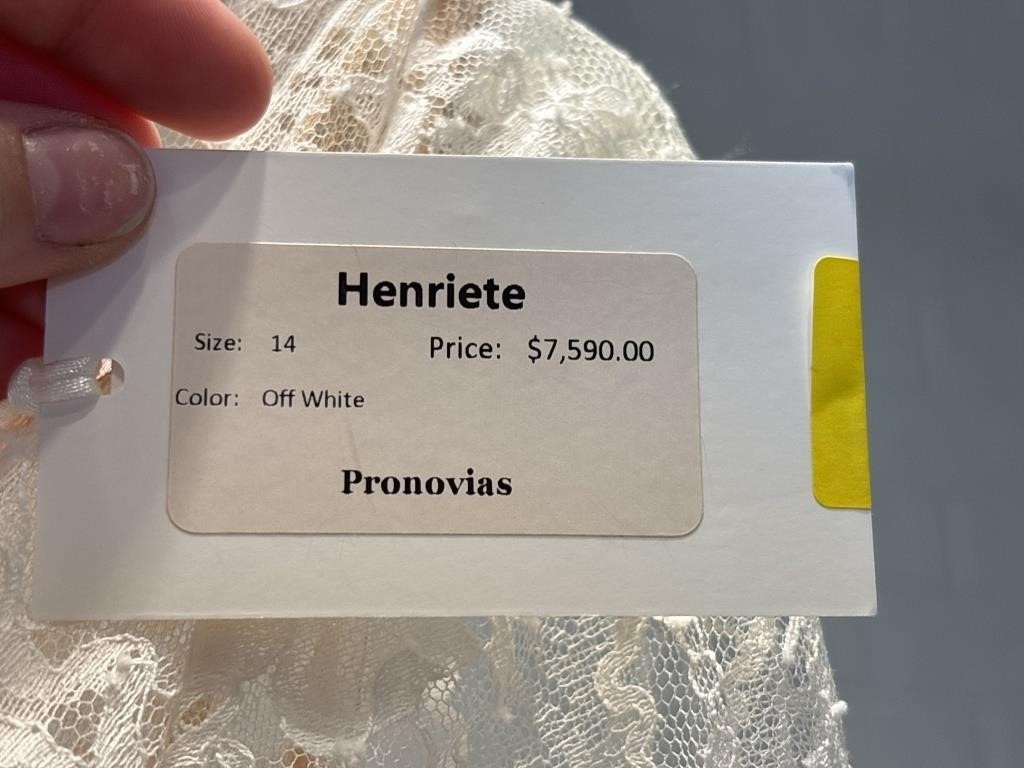 Henriete
Size: 14 Price: $7,590.00
Color: Off White
Pronovias